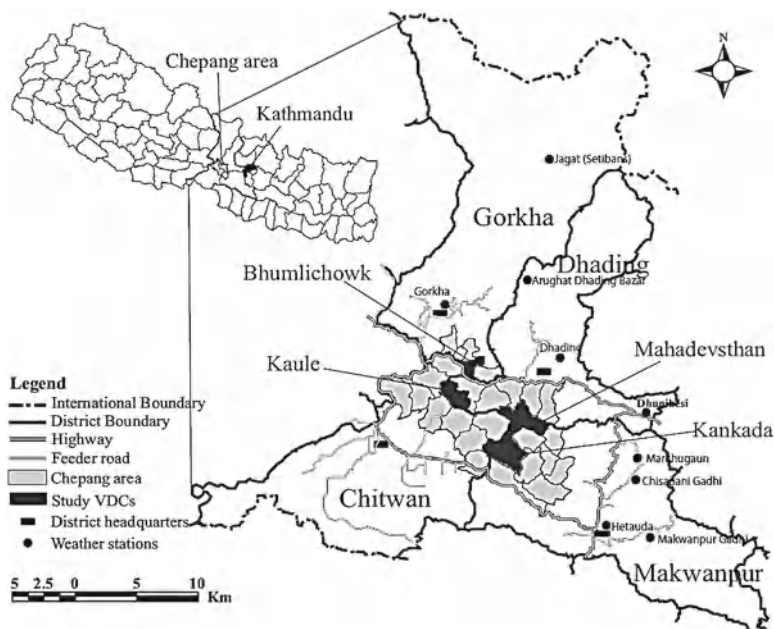 Chepang area
Kathmandu
N
Jagat (Setibans)
Gorkha
Dhading
Bhumlichowk
Arughat Dhading Bazar
Gorkha
Dhading
Mahadevsthan
Kaule
Dhunibesi
Kankada
Markhugaun
Chisapani Gadhi
Chitwan
Hetauda
Makwanpur Gadhi
Makwanpur
Legend
International Boundary
District Boundary
Highway
Feeder road
Chepang area
Study VDCs
District headquarters
Weather stations
5 2.5 0 5 10
Km